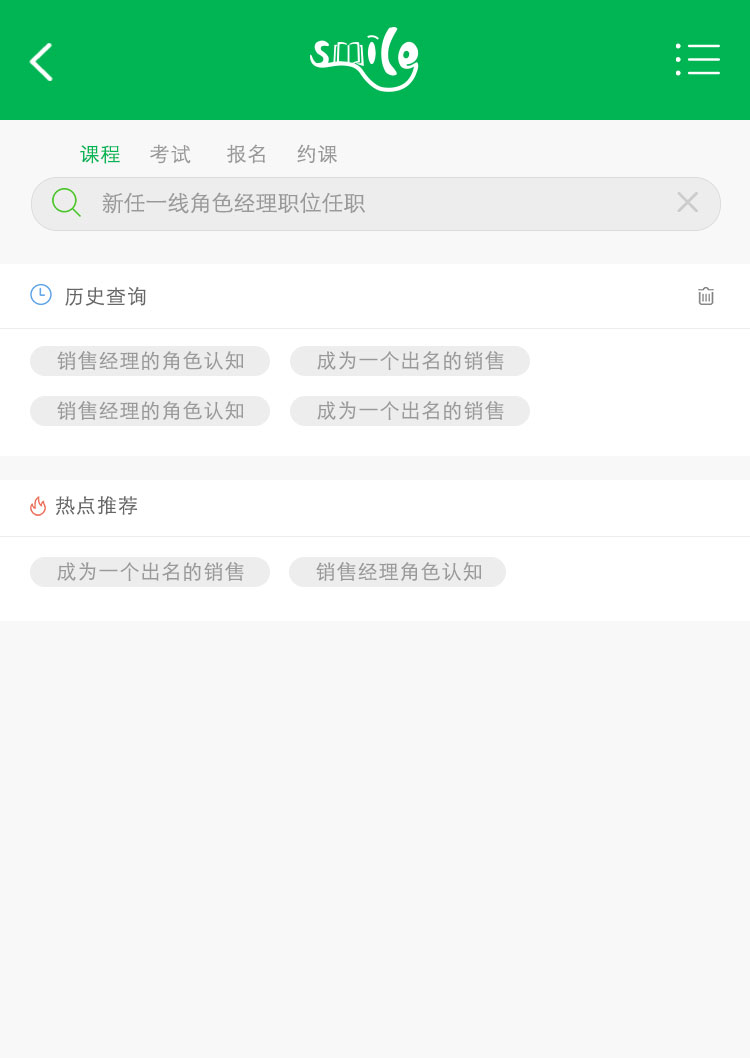 smile
课程 考试 报名 约课
新任一线角色经理职位任职
历史查询
销售经理的角色认知 成为一个出名的销售
销售经理的角色认知 成为一个出名的销售
热点推荐
成为一个出名的销售 销售经理角色认知